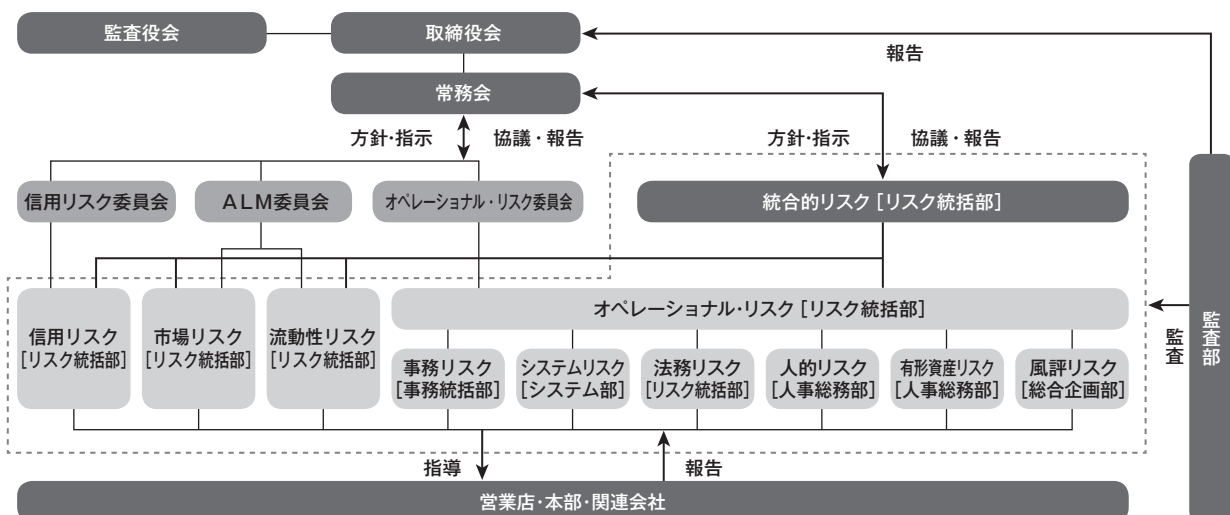 監査役会
取締役会
報告
常務会
方針・指示
協議・報告
方針・指示
協議・報告
信用リスク委員会
ALM委員会
オペレーショナル・リスク委員会
統合的リスク[リスク統括部]
信用リスク
[リスク統括部]
市場リスク
[リスク統括部]
流動性リスク
[リスク統括部]
オペレーショナル・リスク[リスク統括部]
事務リスク
[事務統括部]
システムリスク
[システム部]
法務リスク
[リスク統括部]
人的リスク
[人事総務部]
有形資産リスク
[人事総務部]
風評リスク
[総合企画部]
監査
監査部
指導
報告
営業店・本部・関連会社